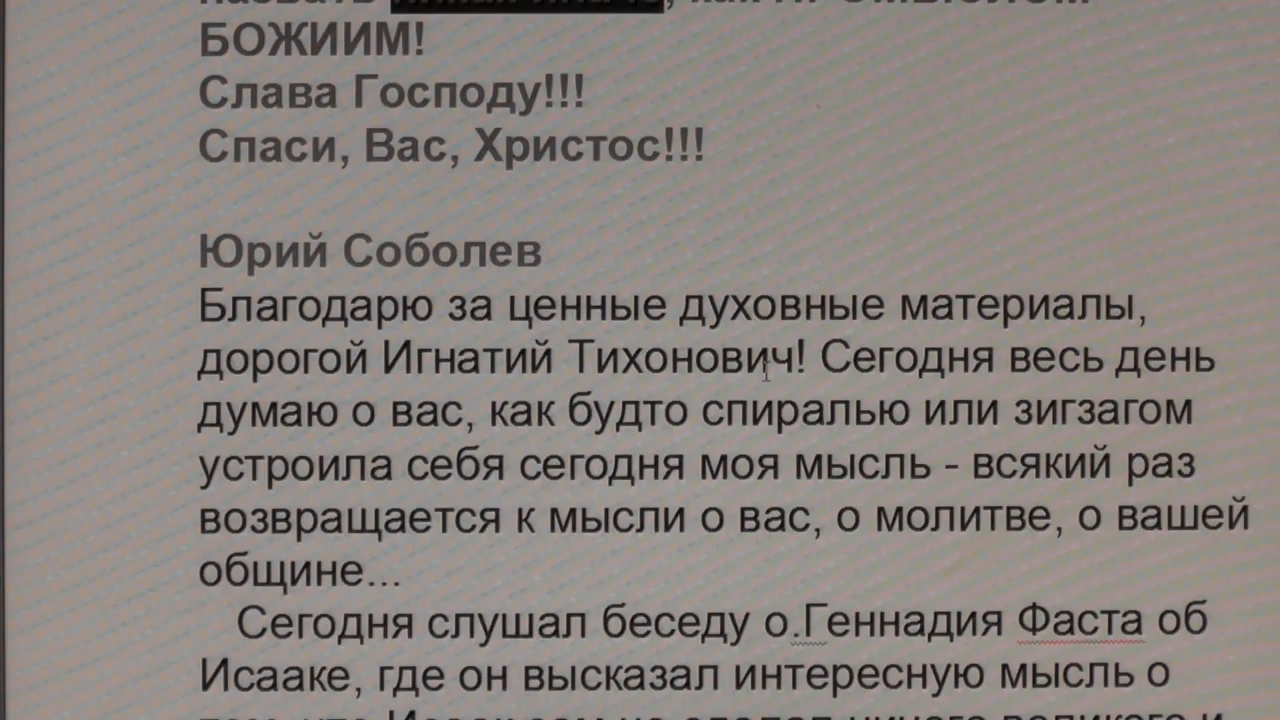 БОЖИИМ!
Слава Господу!!!
Спаси, Вас, Христос!!!
Юрий Соболев
Благодарю за ценные духовные материалы,
дорогой Игнатий Тихонович! Сегодня весь день
думаю о вас, как будто спиралью или зигзагом
устроила себя сегодня моя мысль - всякий раз
возвращается к мысли о вас, о молитве, о вашей
общине...
Сегодня слушал беседу о.Геннадия Фаста об
Исааке, где он высказал интересную мысль о